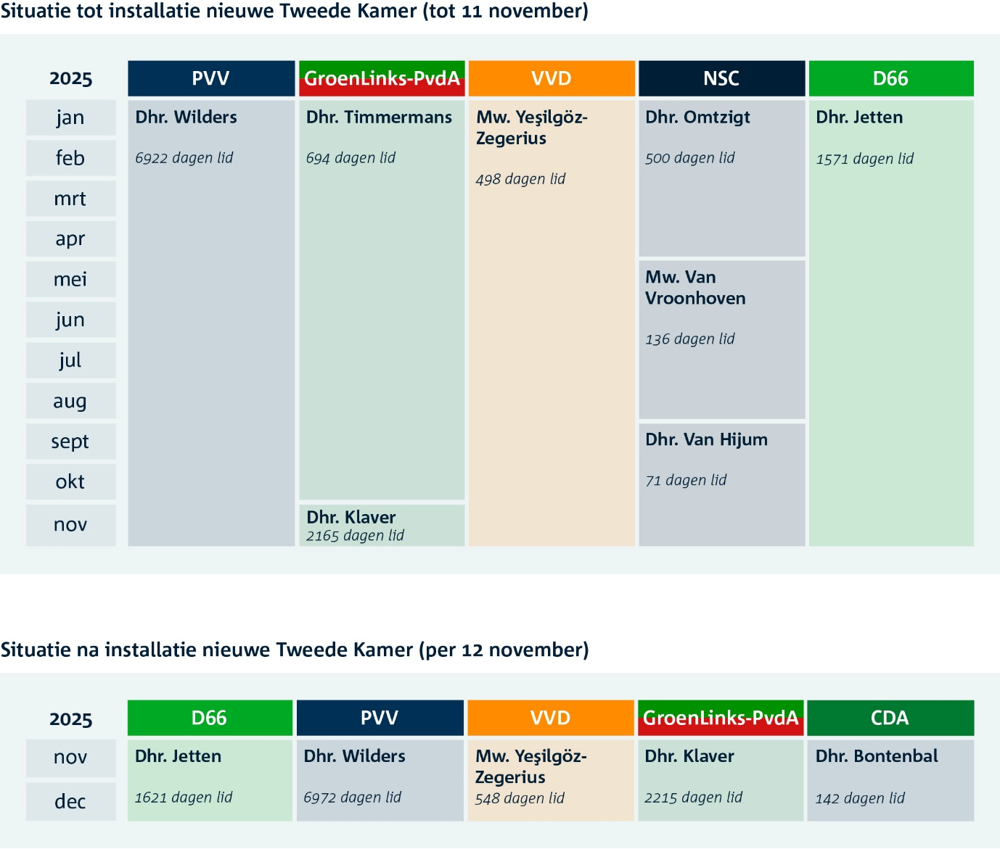 Situatie tot installatie nieuwe Tweede Kamer (tot 11 november)
2025
PVV
GroenLinks-PvdA
VVD
NSC
D66
jan
feb
mrt
apr
mei
jun
jul
aug
sept
okt
nov
Dhr. Wilders
6922 dagen lid
Dhr. Timmermans
694 dagen lid
Dhr. Klaver
2165 dagen lid
Mw. Yeşilgöz-
Zegerius
498 dagen lid
Dhr. Omtzigt
500 dagen lid
Mw. Van
Vroonhoven
136 dagen lid
Dhr. Van Hijum
71 dagen lid
Dhr. Jetten
1571 dagen lid
Situatie na installatie nieuwe Tweede Kamer (per 12 november)
2025
D66
PVV
VVD
GroenLinks-PvdA
CDA
nov
dec
Dhr. Jetten
1621 dagen lid
Dhr. Wilders
6972 dagen lid
Mw. Yeşilgöz-
Zegerius
548 dagen lid
Dhr. Klaver
2215 dagen lid
Dhr. Bontenbal
142 dagen lid